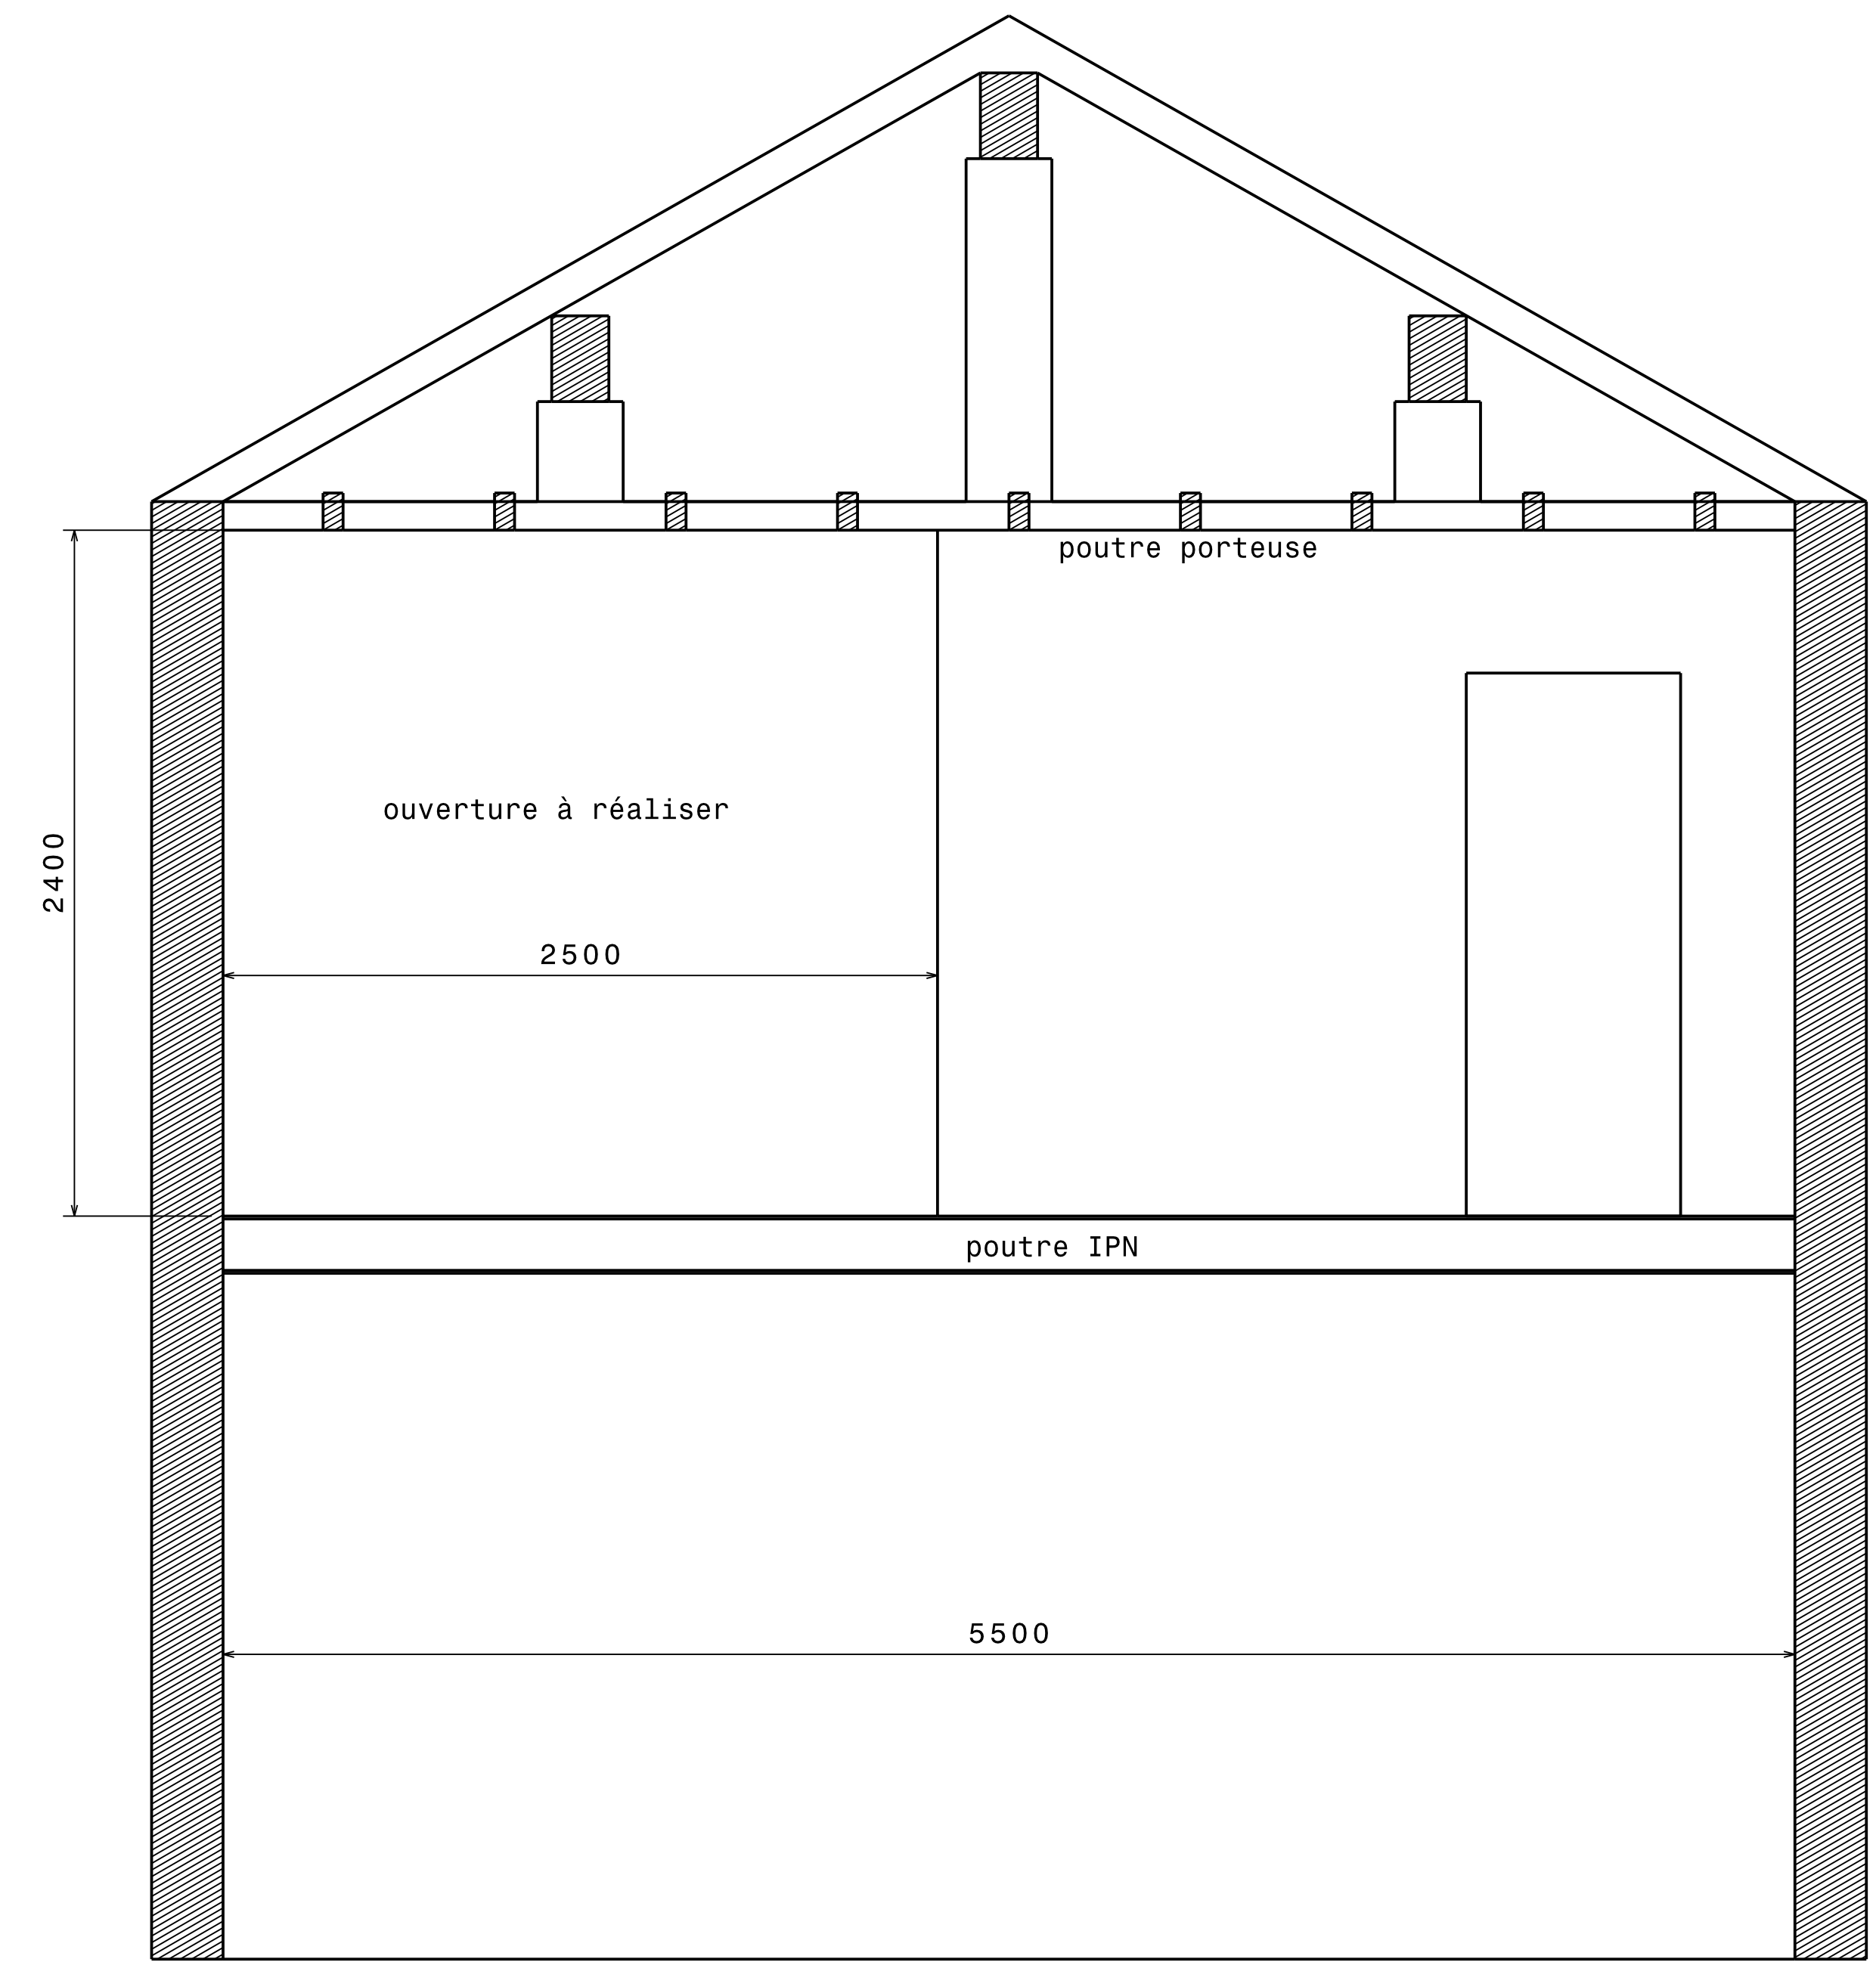 poutre porteuse
ouverture à réaliser
2400
2500
poutre IPN
5500